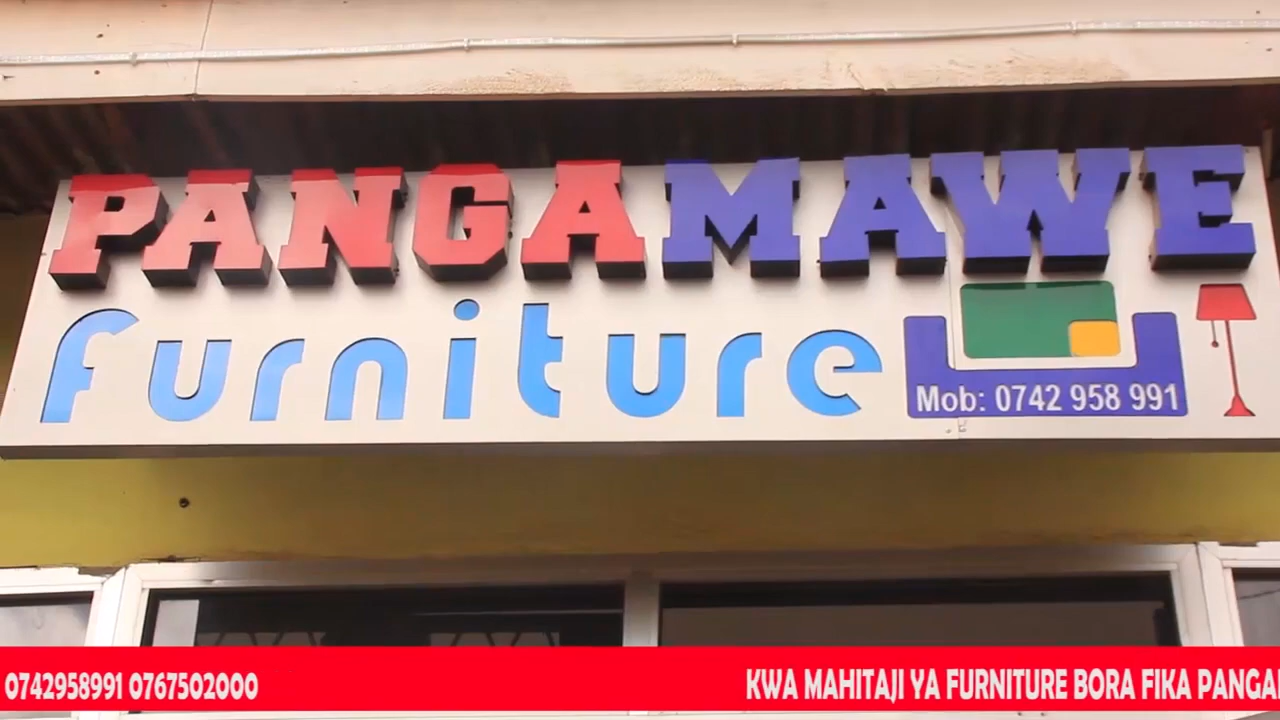 PANGAMAWE
furniture
Mob: 0742 958 991
0742958991 0767502000
KWA MAHITAJI YA FURNITURE BORA FIKA